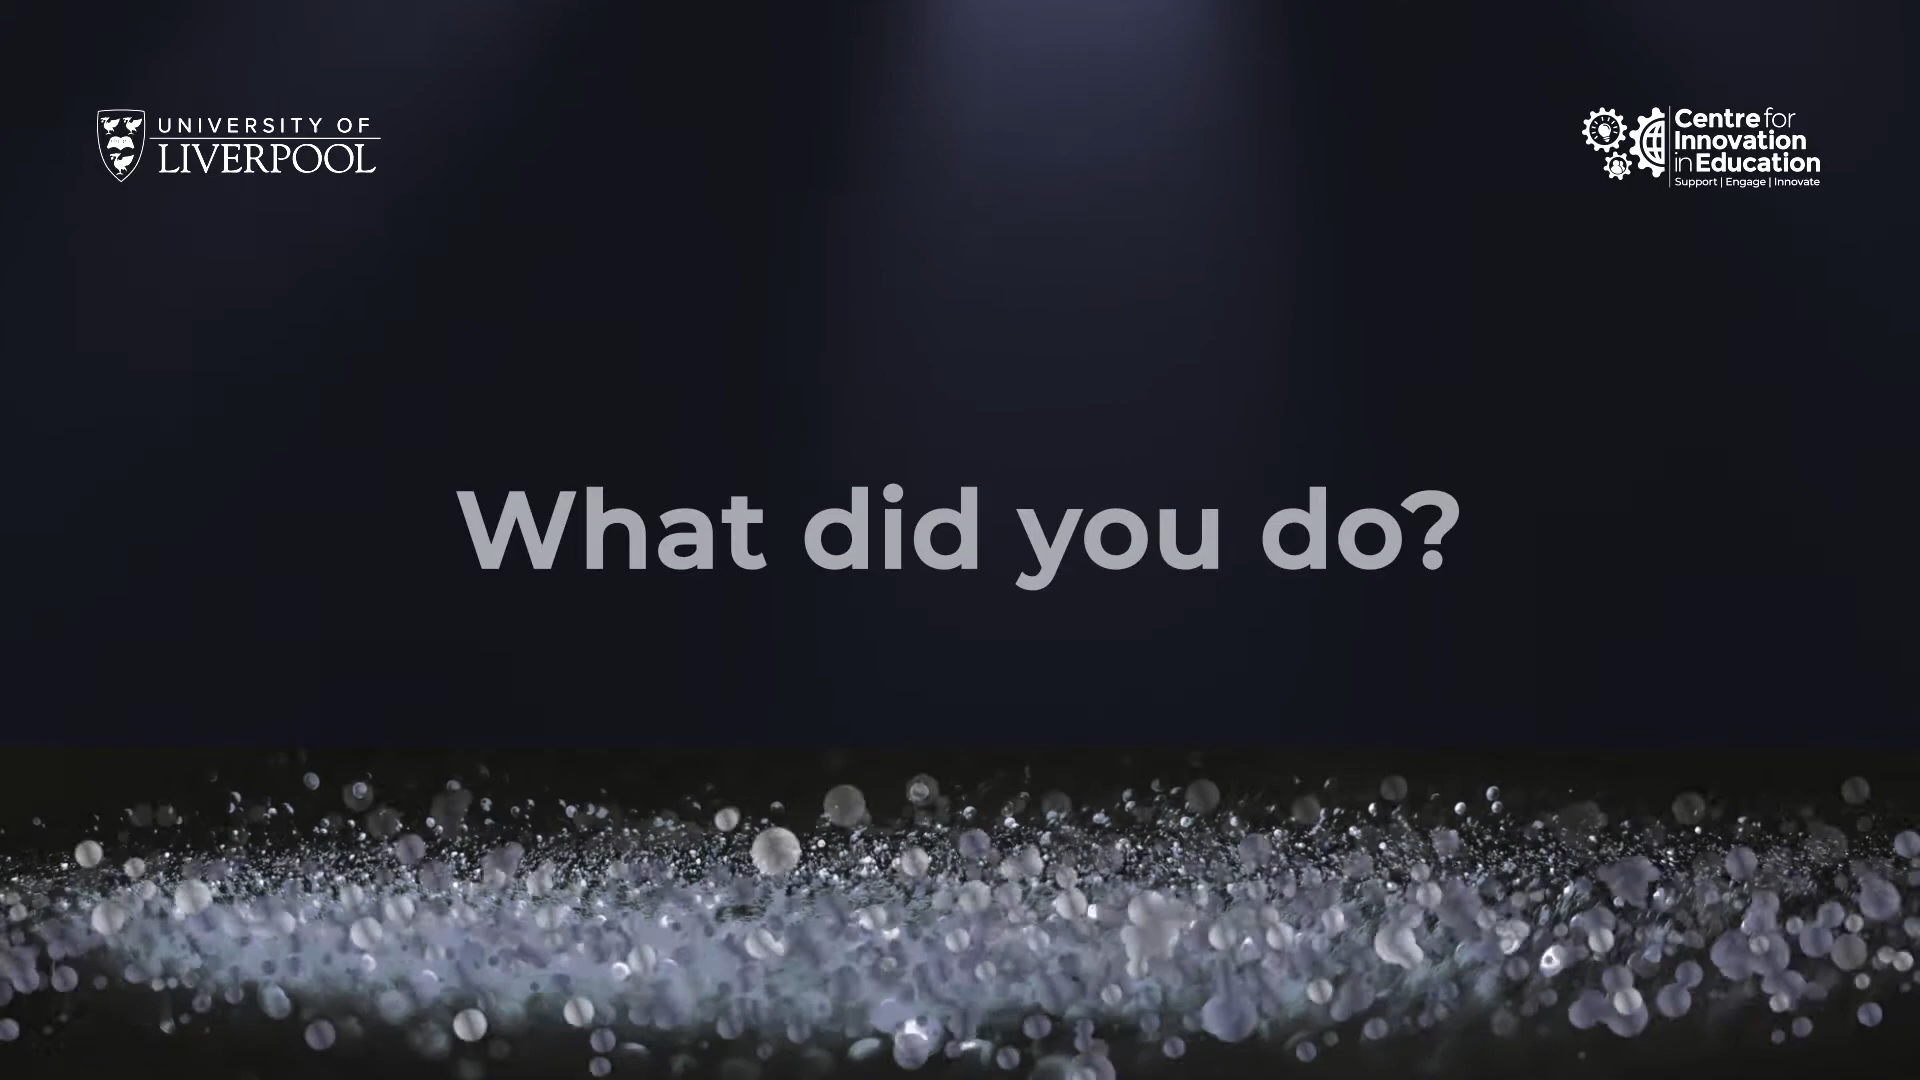 UNIVERSITY OF
LIVERPOOL
Centre for
Innovation
in Education
Support | Engage | Innovate
What did you do?